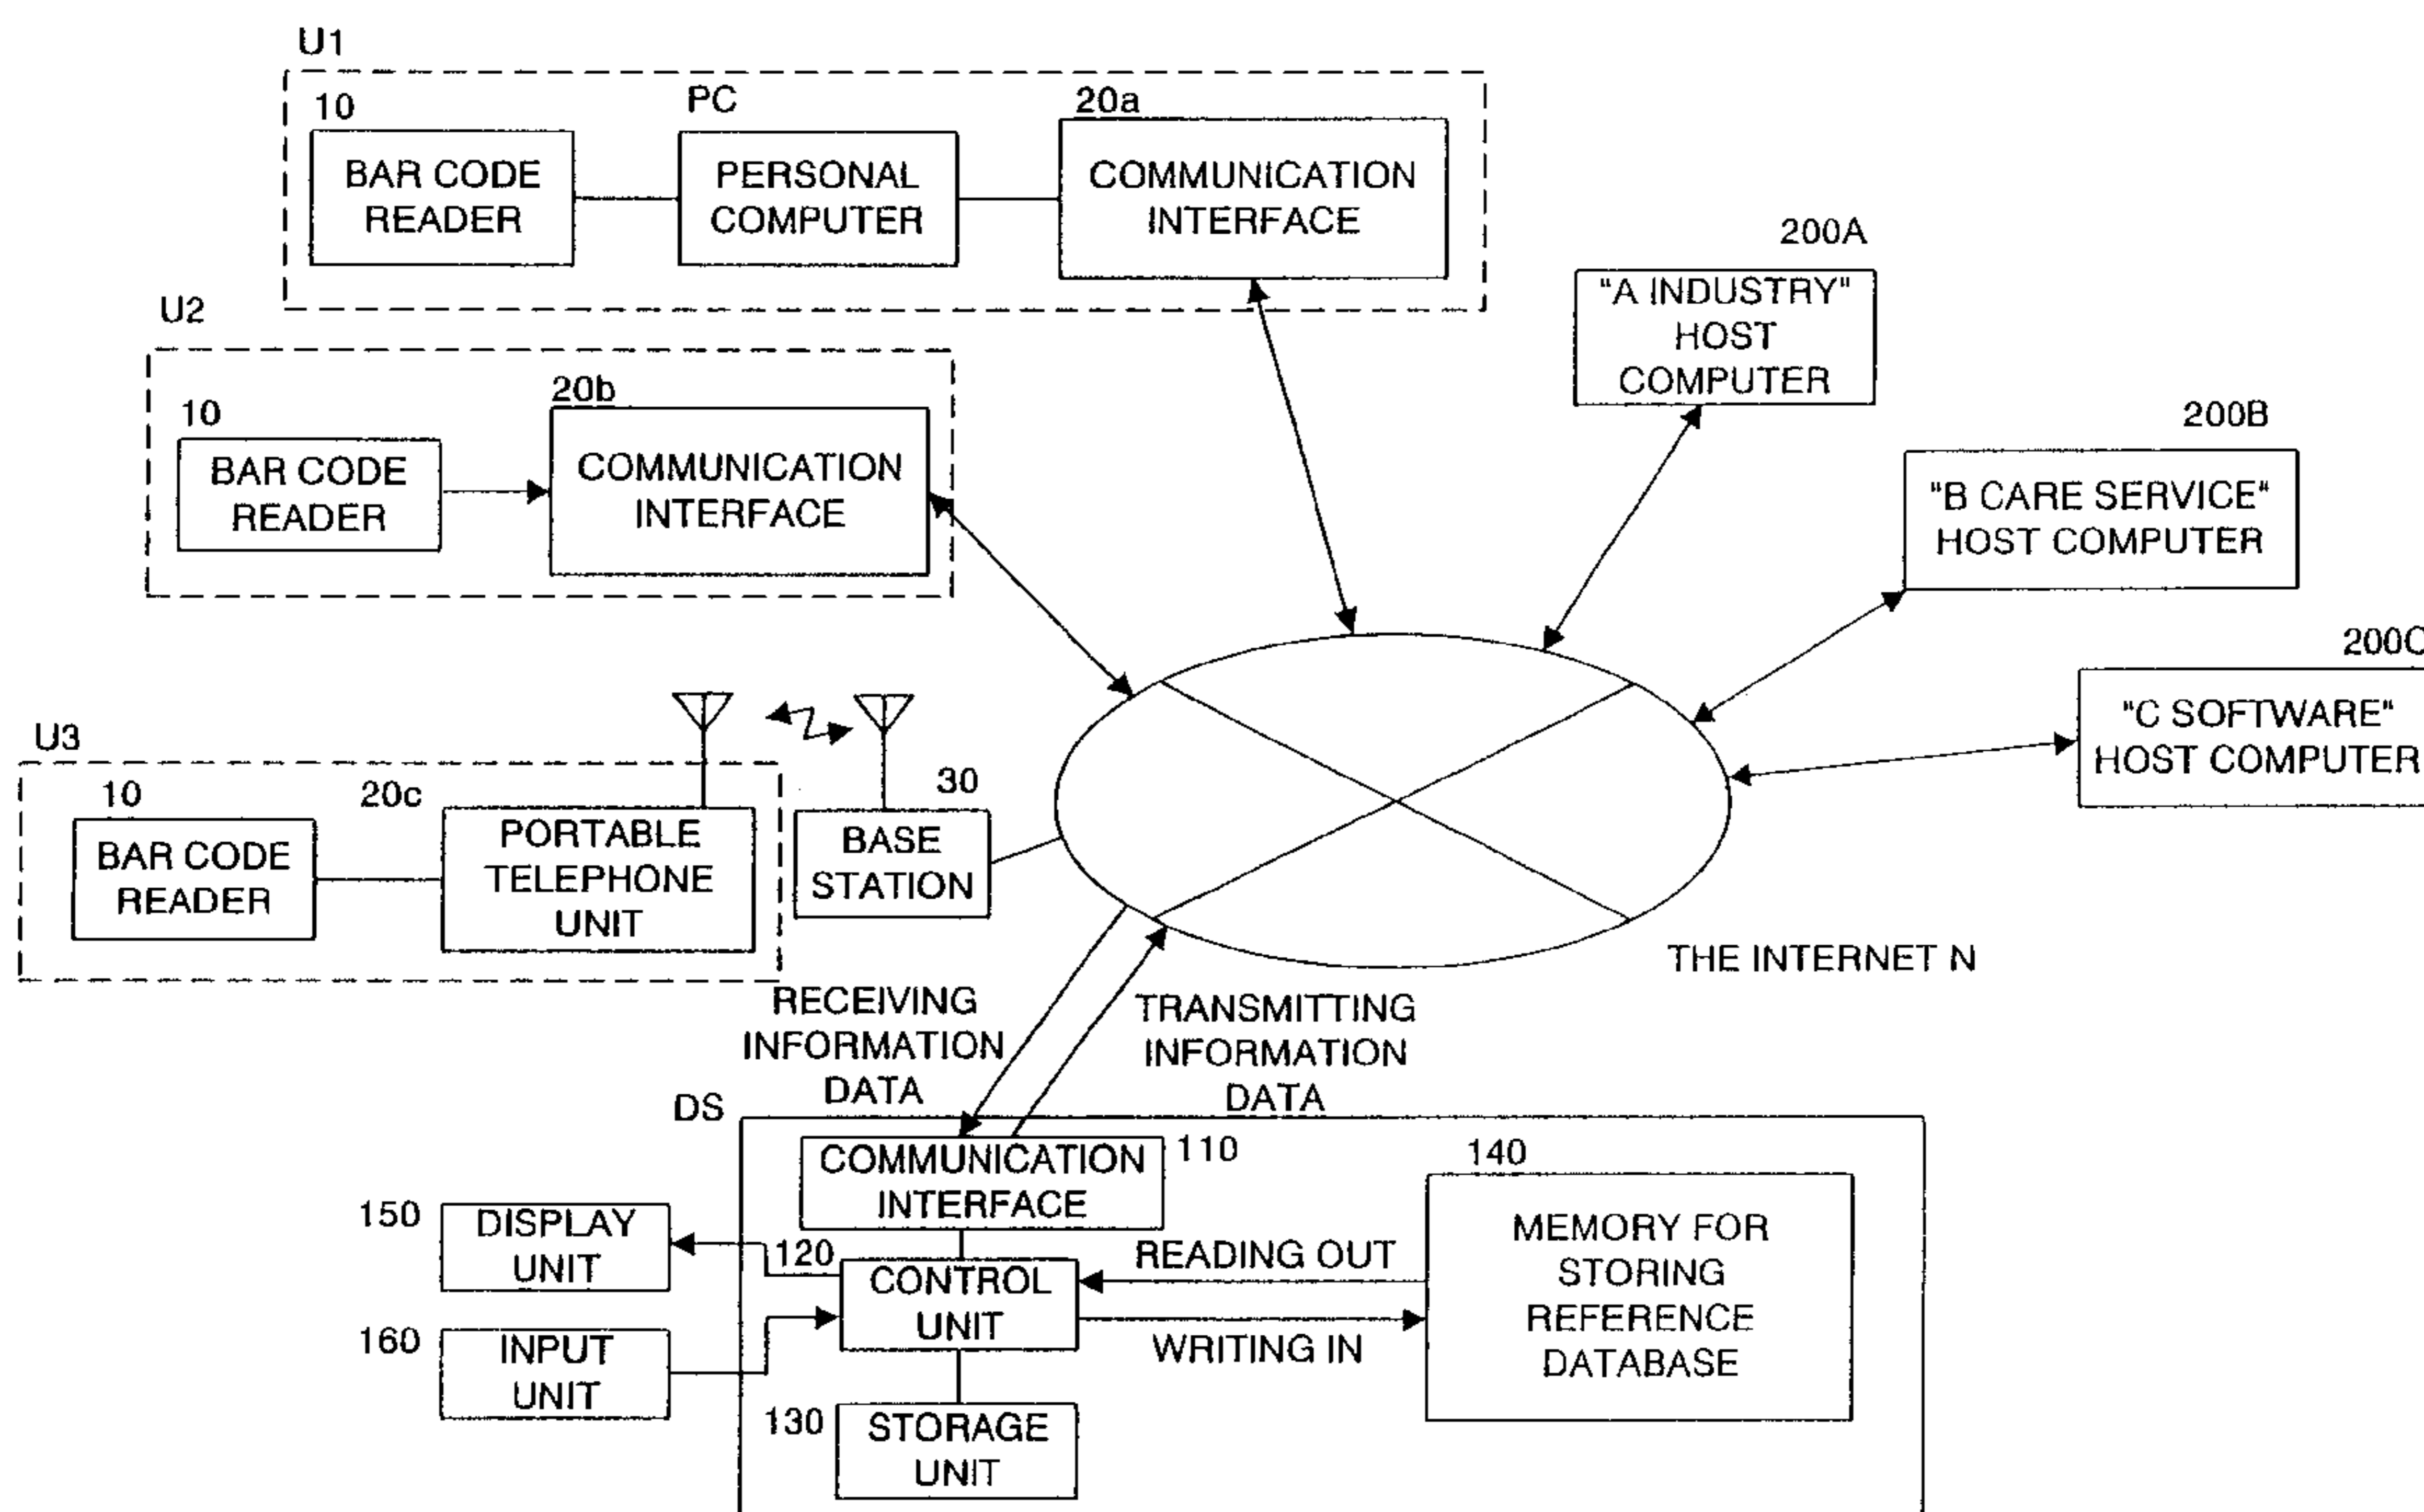 U1
10
PC
20a
BAR CODE
READER
PERSONAL
COMPUTER
COMMUNICATION
INTERFACE
200A
"A INDUSTRY"
HOST
COMPUTER
U2
10
20b
BAR CODE
READER
COMMUNICATION
INTERFACE
200B
"B CARE SERVICE"
HOST COMPUTER
200C
"C SOFTWARE"
HOST COMPUTER
U3
10
20c
BAR CODE
READER
PORTABLE
TELEPHONE
UNIT
30
BASE
STATION
THE INTERNET N
RECEIVING
INFORMATION
DATA
TRANSMITTING
INFORMATION
DATA
DS
COMMUNICATION
INTERFACE
110
140
MEMORY FOR
STORING
REFERENCE
DATABASE
150
DISPLAY
UNIT
120
CONTROL
UNIT
READING OUT
WRITING IN
160
INPUT
UNIT
130
STORAGE
UNIT